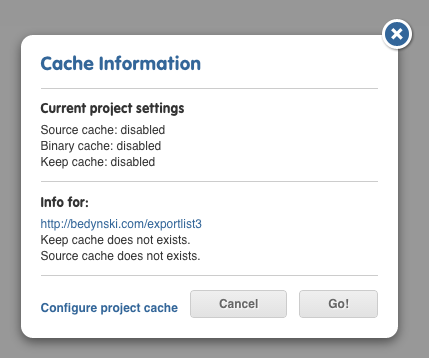 Cache Information
Current project settings
Source cache: disabled
Binary cache: disabled
Keep cache: disabled
Info for:
http://bedynski.com/exportlist3
Keep cache does not exists.
Source cache does not exists.
Configure project cache
Cancel
Go!